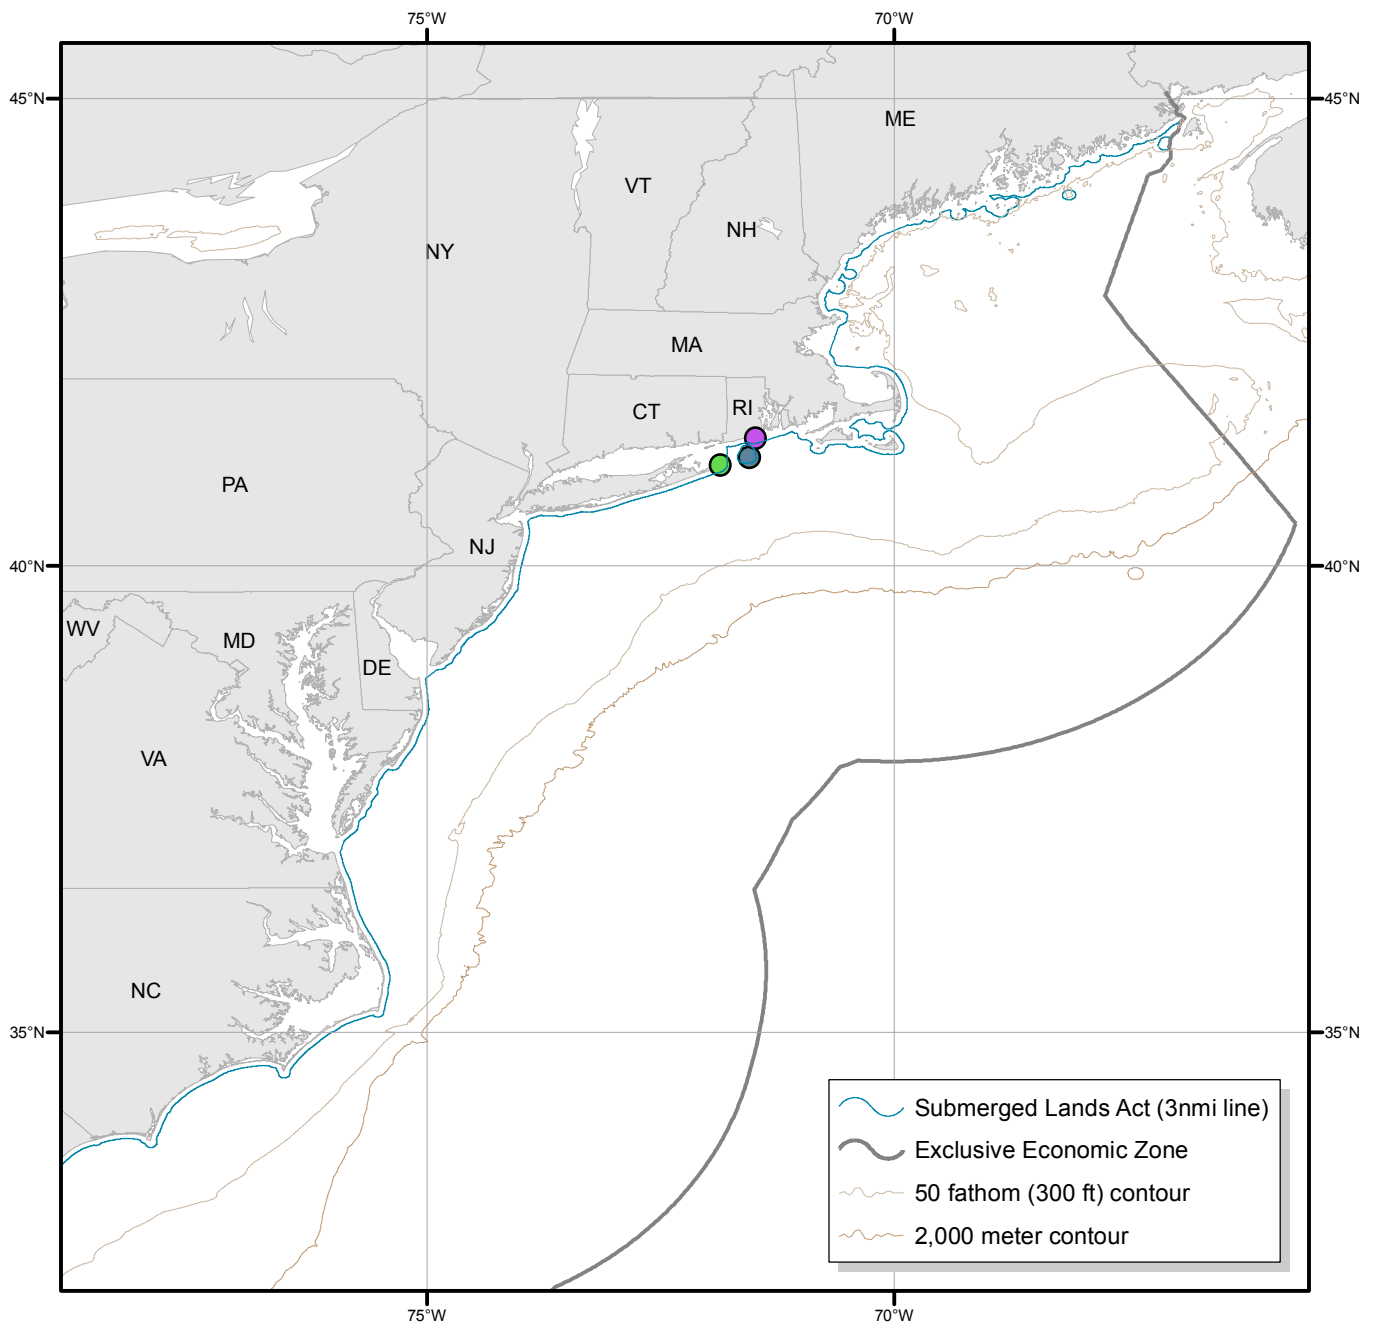 75°W
70°W
45°N
45°N
ME
VT
NH
NY
MA
CT
RI
PA
NJ
40°N
40°N
WV
MD
DE
VA
NC
35°N
35°N
Submerged Lands Act (3nmi line)
Exclusive Economic Zone
50 fathom (300 ft) contour
2,000 meter contour
75°W
70°W